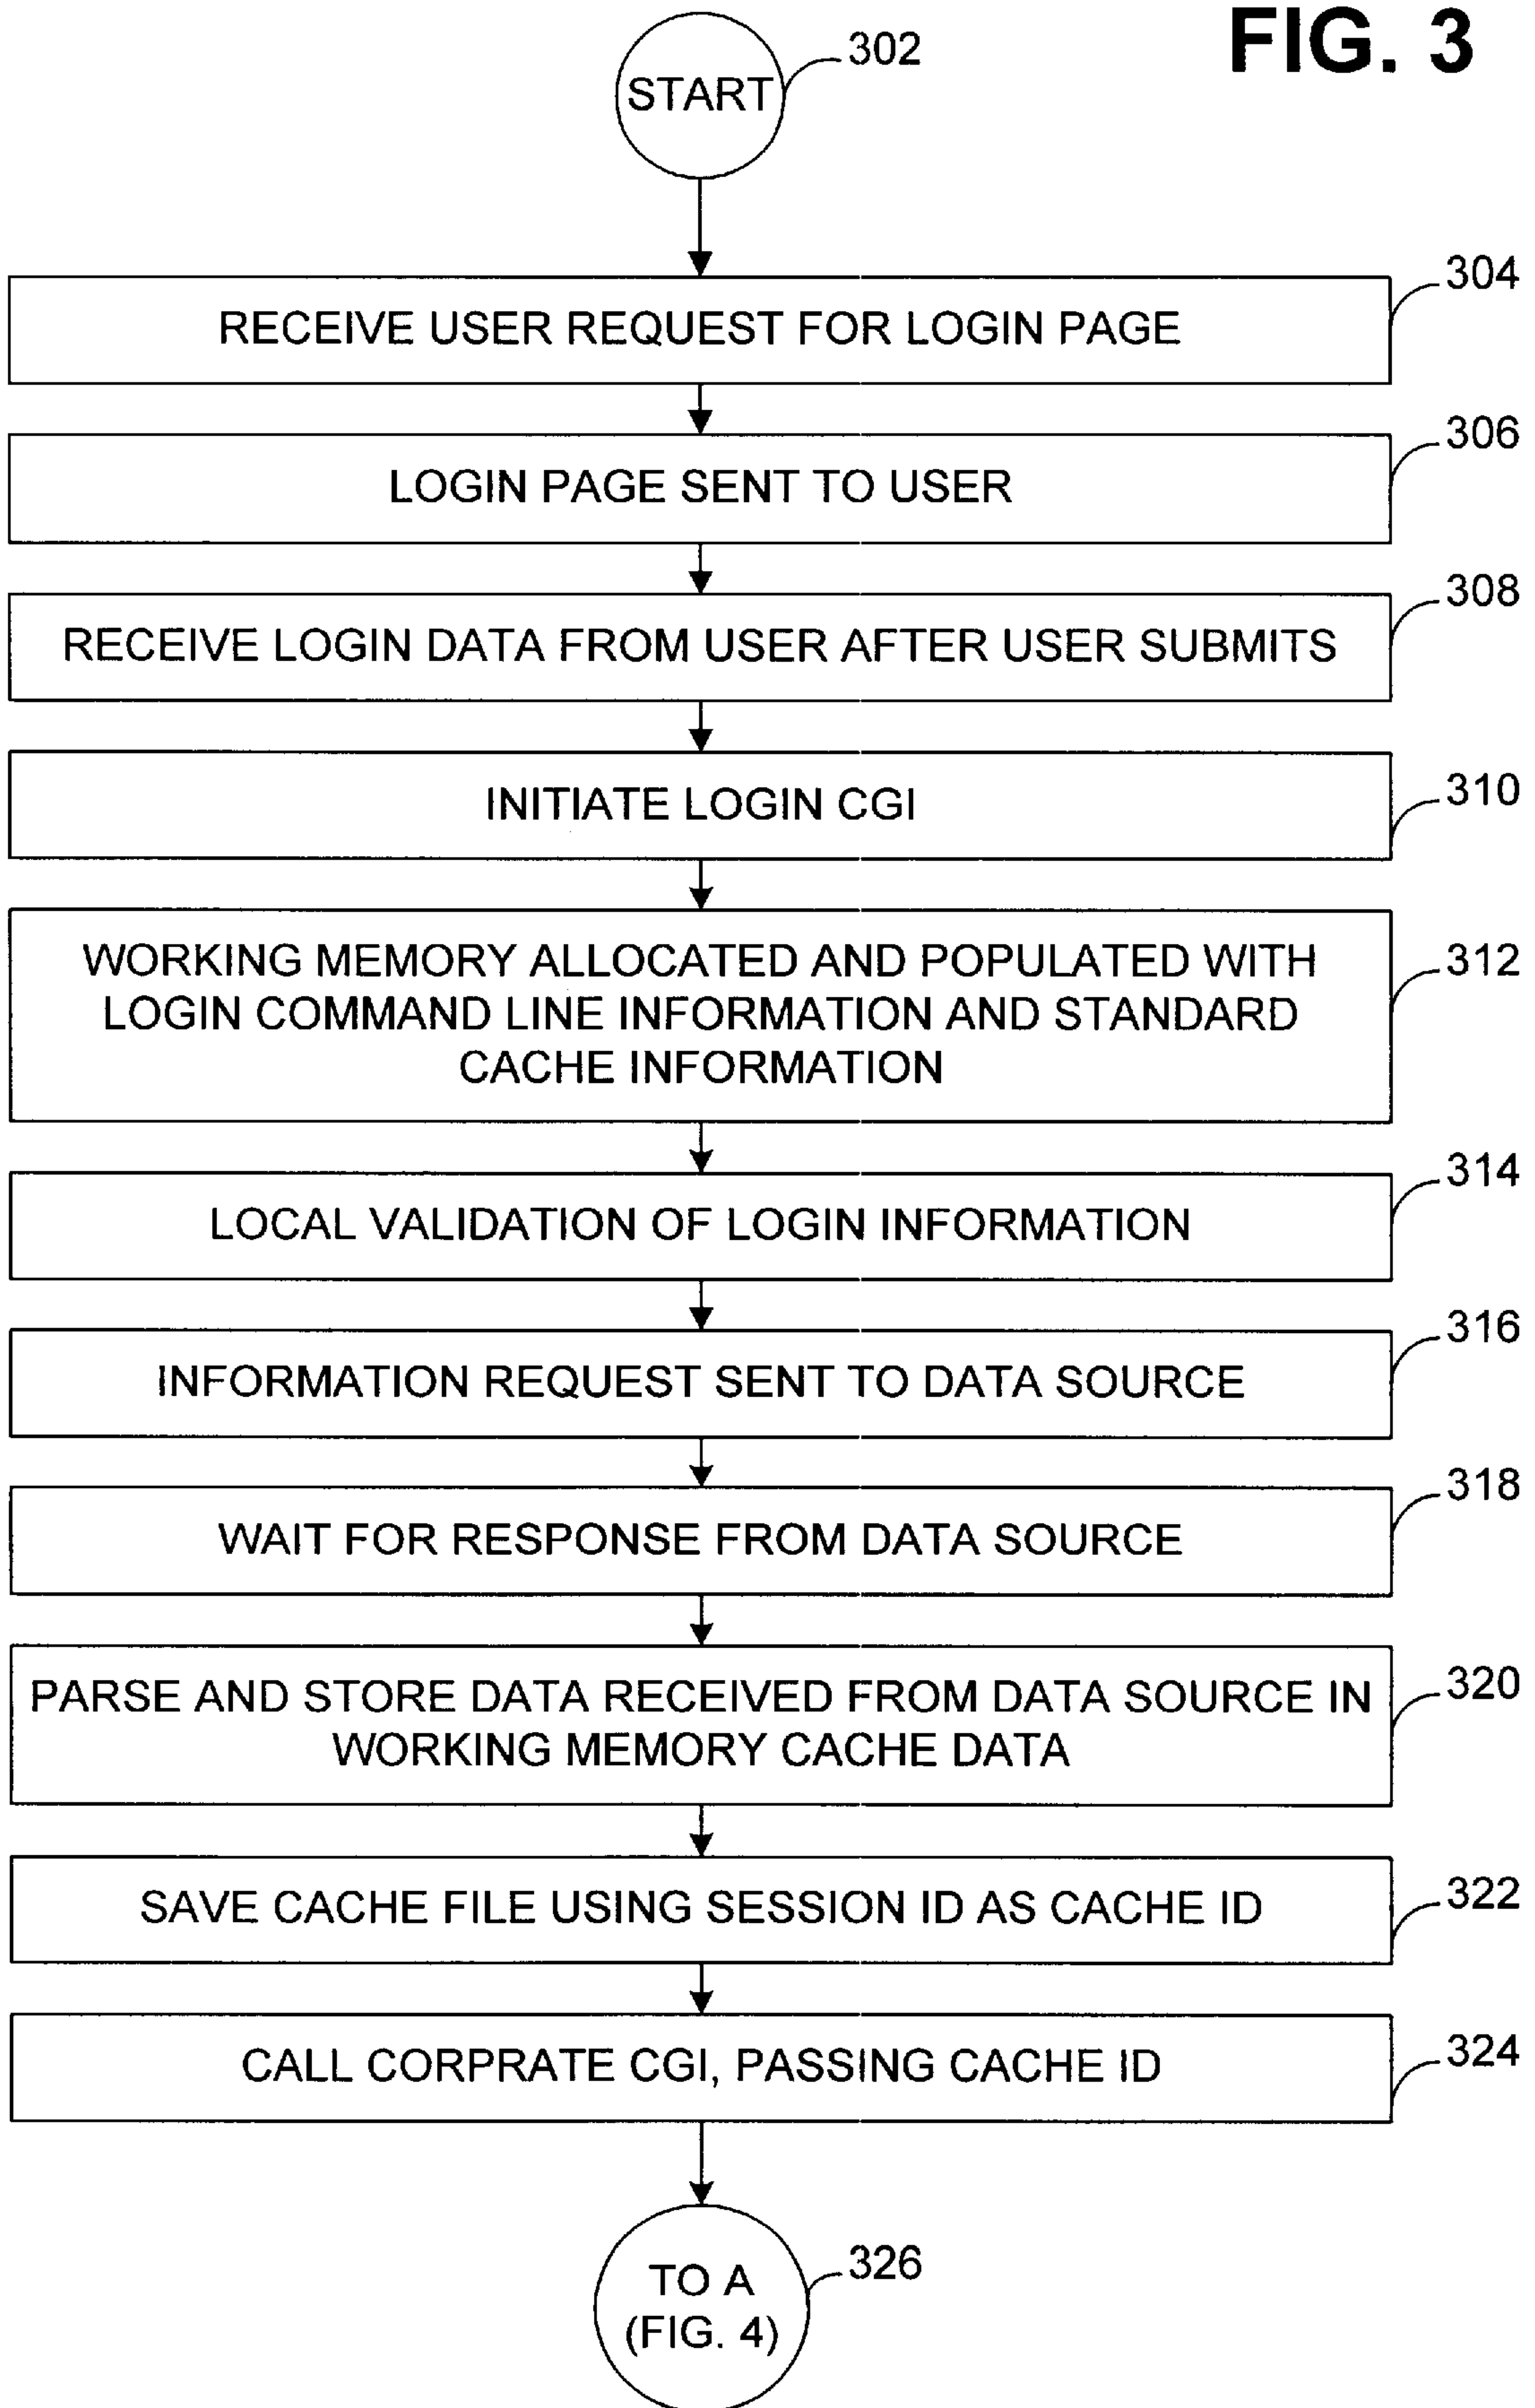 FIG. 3
START
302
304
RECEIVE USER REQUEST FOR LOGIN PAGE
306
LOGIN PAGE SENT TO USER
308
RECEIVE LOGIN DATA FROM USER AFTER USER SUBMITS
310
INITIATE LOGIN CGI
312
WORKING MEMORY ALLOCATED AND POPULATED WITH
LOGIN COMMAND LINE INFORMATION AND STANDARD
CACHE INFORMATION
314
LOCAL VALIDATION OF LOGIN INFORMATION
316
INFORMATION REQUEST SENT TO DATA SOURCE
318
WAIT FOR RESPONSE FROM DATA SOURCE
320
PARSE AND STORE DATA RECEIVED FROM DATA SOURCE IN
WORKING MEMORY CACHE DATA
322
SAVE CACHE FILE USING SESSION ID AS CACHE ID
324
CALL CORPRATE CGI, PASSING CACHE ID
326
TO A
(FIG. 4)